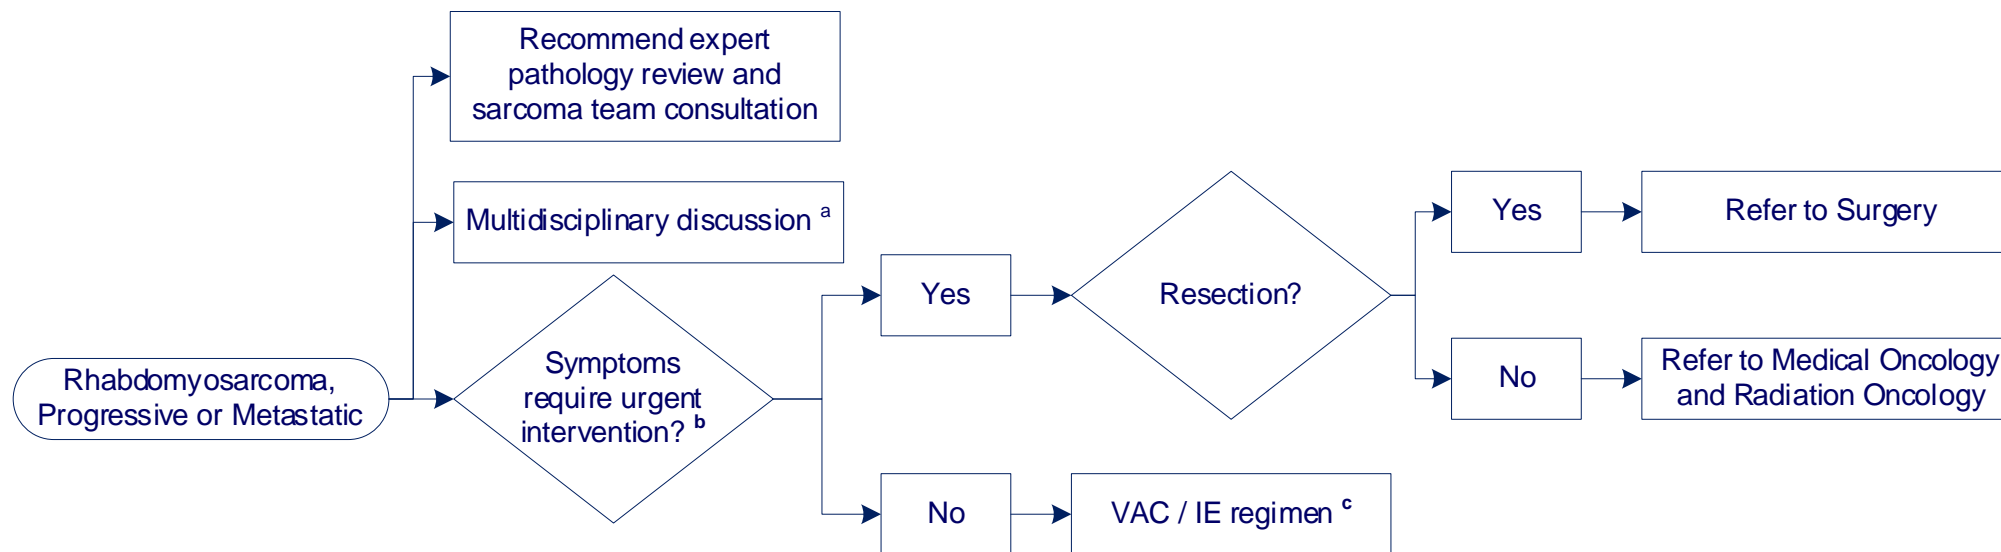 Recommend expert
pathology review and
sarcoma team consultation
Multidisciplinary discussion a
Rhabdomyosarcoma,
Progressive or Metastatic
Symptoms
require urgent
intervention? b
Yes
Resection?
Yes
Refer to Surgery
No
Refer to Medical Oncology
and Radiation Oncology
No
VAC / IE regimen c